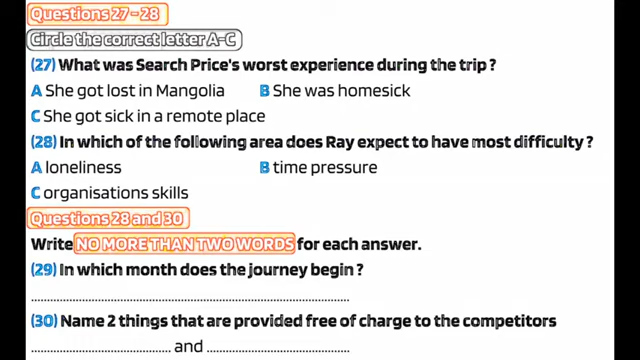 Questions 27 - 28
Circle the correct letter A-C
(27) What was Search Price's worst experience during the trip ?
A She got lost in Mangolia B She was homesick
C She got sick in a remote place
(28) In which of the following area does Ray expect to have most difficulty ?
A loneliness B time pressure
C organisations skills
Questions 28 and 30
Write NO MORE THAN TWO WORDS for each answer.
(29) In which month does the journey begin ?
................................................................................
(30) Name 2 things that are provided free of charge to the competitors
................................... and ...................................